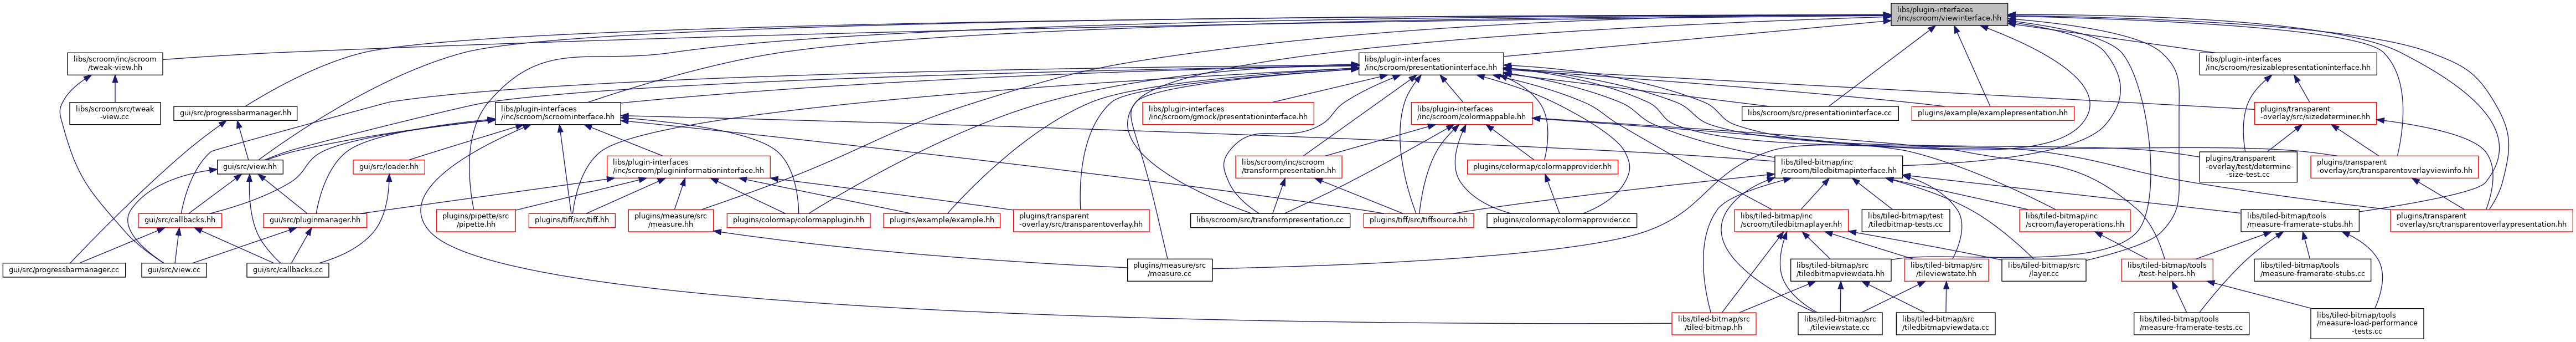 libs/plugin-interfaces
/inc/scroom/viewinterface.hh
libs/scroom/inc/scroom
/tweak-view.hh
libs/plugin-interfaces
/inc/scroom/presentationinterface.hh
libs/plugin-interfaces
/inc/scroom/resizablepresentationinterface.hh
libs/scroom/src/tweak
-view.cc
gui/src/progressbarmanager.hh
libs/plugin-interfaces
/inc/scroom/scroominterface.hh
libs/plugin-interfaces
/inc/scroom/gmock/presentationinterface.hh
libs/plugin-interfaces
/inc/scroom/colormappable.hh
libs/scroom/src/presentationinterface.cc
plugins/example/examplepresentation.hh
plugins/transparent
-overlay/src/sizedeterminer.hh
gui/src/view.hh
gui/src/loader.hh
libs/plugin-interfaces
/inc/scroom/plugininformationinterface.hh
libs/scroom/inc/scroom
/transformpresentation.hh
plugins/colormap/colormapprovider.hh
libs/tiled-bitmap/inc
/scroom/tiledbitmapinterface.hh
plugins/transparent
-overlay/test/determine
-size-test.cc
plugins/transparent
-overlay/src/transparentoverlayviewinfo.hh
gui/src/callbacks.hh
gui/src/pluginmanager.hh
plugins/pipette/src
/pipette.hh
plugins/tiff/src/tiff.hh
plugins/measure/src
/measure.hh
plugins/colormap/colormapplugin.hh
plugins/example/example.hh
plugins/transparent
-overlay/src/transparentoverlay.hh
libs/scroom/src/transformpresentation.cc
plugins/tiff/src/tiffsource.hh
plugins/colormap/colormapprovider.cc
libs/tiled-bitmap/inc
/scroom/tiledbitmaplayer.hh
libs/tiled-bitmap/test
/tiledbitmap-tests.cc
libs/tiled-bitmap/inc
/scroom/layeroperations.hh
libs/tiled-bitmap/tools
/measure-framerate-stubs.hh
plugins/transparent
-overlay/src/transparentoverlaypresentation.hh
gui/src/progressbarmanager.cc
gui/src/view.cc
gui/src/callbacks.cc
plugins/measure/src
/measure.cc
libs/tiled-bitmap/src
/tiledbitmapviewdata.hh
libs/tiled-bitmap/src
/tileviewstate.hh
libs/tiled-bitmap/src
/layer.cc
libs/tiled-bitmap/tools
/test-helpers.hh
libs/tiled-bitmap/tools
/measure-framerate-stubs.cc
libs/tiled-bitmap/src
/tiled-bitmap.hh
libs/tiled-bitmap/src
/tileviewstate.cc
libs/tiled-bitmap/src
/tiledbitmapviewdata.cc
libs/tiled-bitmap/tools
/measure-framerate-tests.cc
libs/tiled-bitmap/tools
/measure-load-performance
-tests.cc